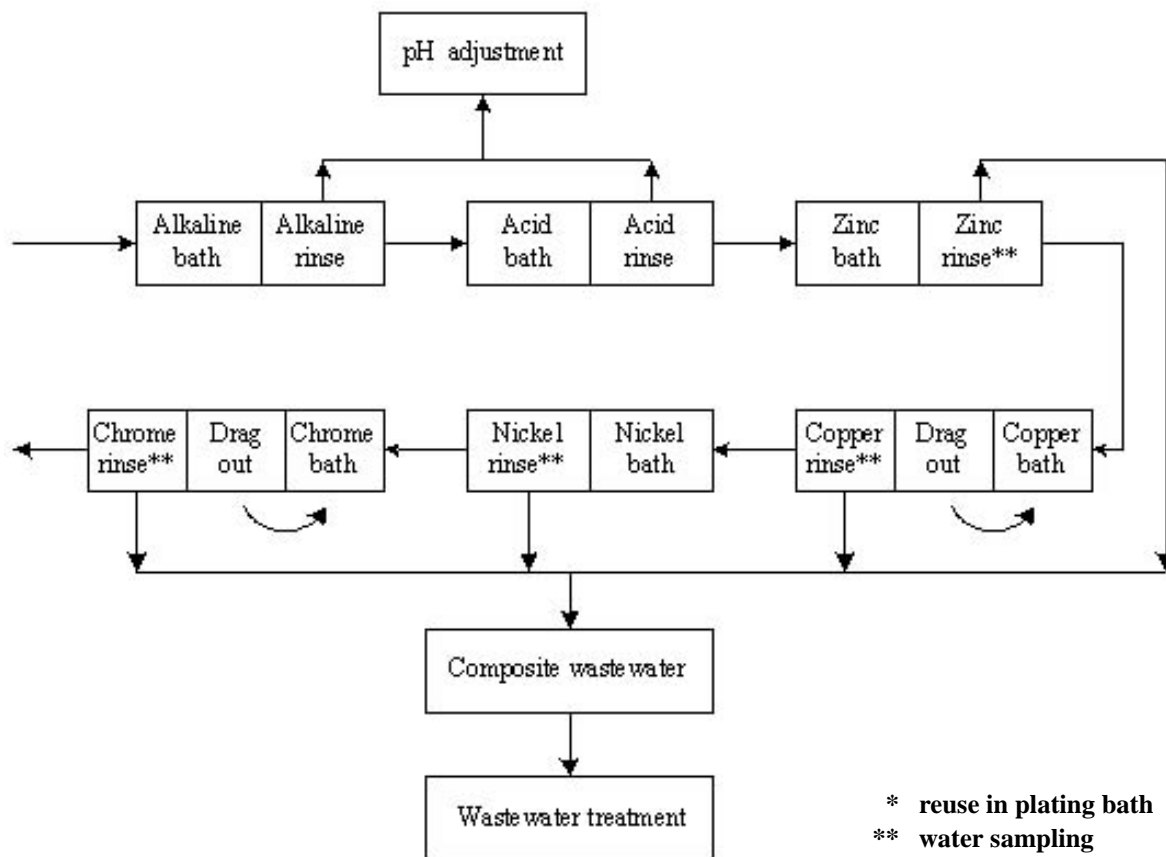 pH adjustment
Alkaline
bath
Alkaline
rinse
Acid
bath
Acid
rinse
Zinc
bath
Zinc
rinse**
Chrome
rinse**
Drag
out
Chrome
bath
Nickel
rinse**
Nickel
bath
Copper
rinse**
Drag
out
Copper
bath
Composite wastewater
Wastewater treatment
* reuse in plating bath
** water sampling